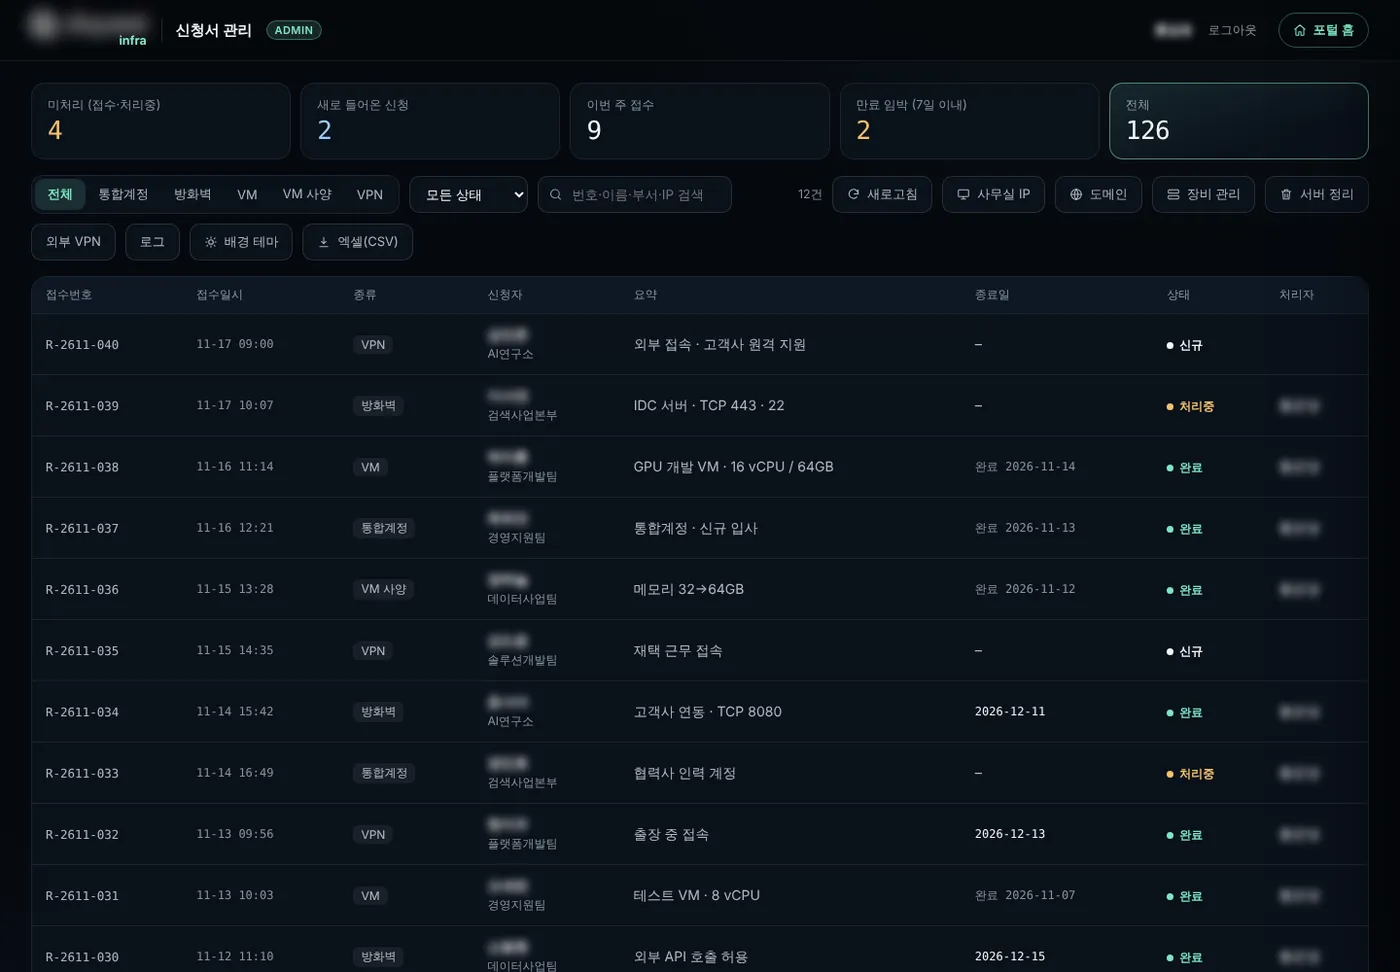 infra
신청서 관리 ADMIN 로그아웃 포털 홈
미처리 (접수·처리중) 새로 들어온 신청 이번 주 접수 만료 임박 (7일 이내) 전체
4 2 9 2 126
전체 통합계정 방화벽 VM VM 사양 VPN 모든 상태 번호·이름·부서·IP 검색 12건 새로고침 사무실 IP 도메인 장비 관리 서버 정리
외부 VPN 로그 배경 테마 엑셀(CSV)
접수번호 접수일시 종류 신청자 요약 종료일 상태 처리자
R-2611-040 11-17 09:00 VPN AI연구소 외부 접속 · 고객사 원격 지원 – 신규
R-2611-039 11-17 10:07 방화벽 검색사업본부 IDC 서버 · TCP 443 · 22 – 처리중
R-2611-038 11-16 11:14 VM 플랫폼개발팀 GPU 개발 VM · 16 vCPU / 64GB 완료 2026-11-14 완료
R-2611-037 11-16 12:21 통합계정 경영지원팀 통합계정 · 신규 입사 완료 2026-11-13 완료
R-2611-036 11-15 13:28 VM 사양 데이터사업팀 메모리 32→64GB 완료 2026-11-12 완료
R-2611-035 11-15 14:35 VPN 솔루션개발팀 재택 근무 접속 – 신규
R-2611-034 11-14 15:42 방화벽 AI연구소 고객사 연동 · TCP 8080 2026-12-11 완료
R-2611-033 11-14 16:49 통합계정 검색사업본부 협력사 인력 계정 – 처리중
R-2611-032 11-13 09:56 VPN 플랫폼개발팀 출장 중 접속 2026-12-13 완료
R-2611-031 11-13 10:03 VM 경영지원팀 테스트 VM · 8 vCPU 완료 2026-11-07 완료
R-2611-030 11-12 11:10 방화벽 데이터사업팀 외부 API 호출 허용 2026-12-15 완료